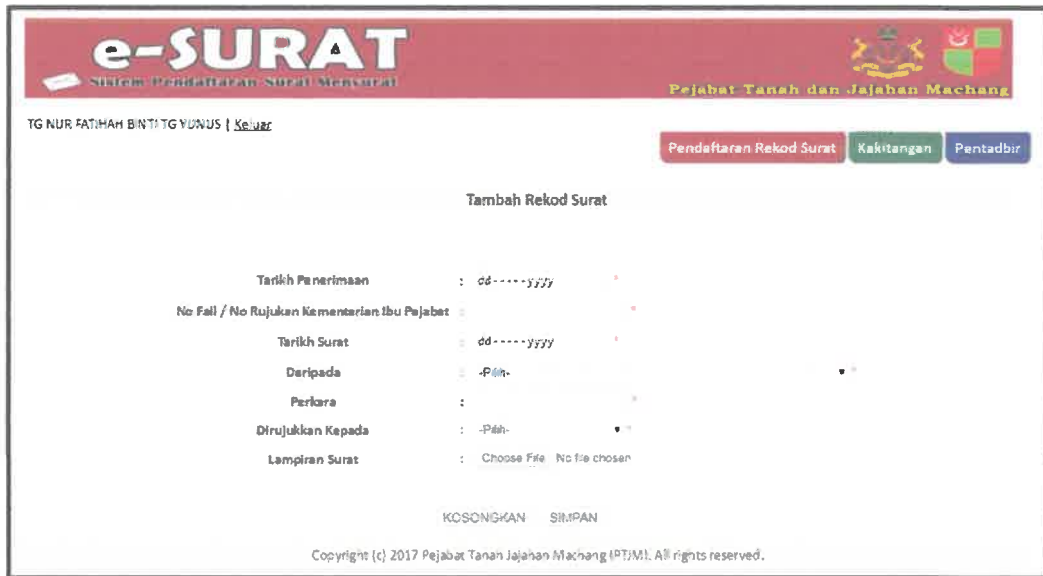 e-SURAT
Sistem Pendaftaran Surat Menyurat
Pejabat Tanah dan Jajahan Machang
TG NUR FATIHAH BINTI TG YUNUS | Keluar
Pendaftaran Rekod Surat Kakitangan Pentadbir
Tambah Rekod Surat
Tarikh Penerimaan : dd-----yyyy *
No Fail / No Rujukan Kementerian Ibu Pejabat : *
Tarikh Surat : dd-----yyyy *
Daripada : -Pilih- *
Perkara : *
Dirujukkan Kepada : -Pilih- *
Lampiran Surat : Choose File No file chosen
KOSONGKAN SIMPAN
Copyright (c) 2017 Pejabat Tanah Jajahan Machang (PTJM). All rights reserved.